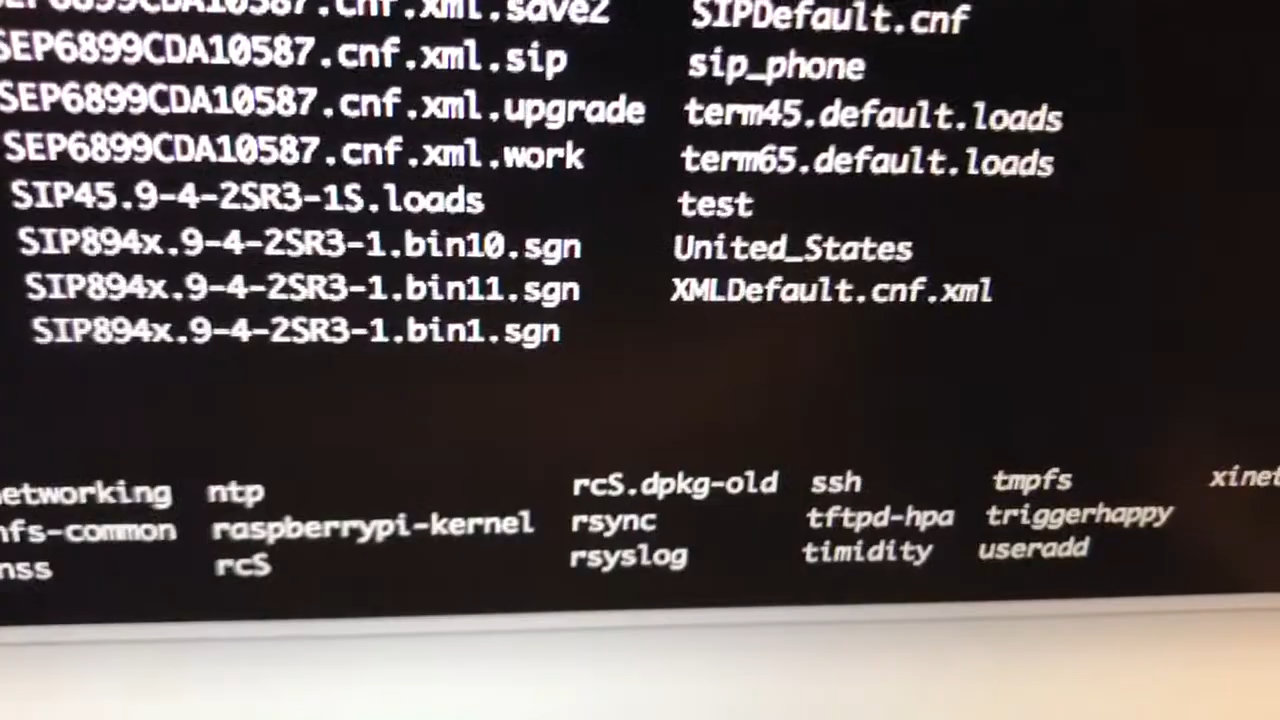 SEP6899CDA10587.cnf.xml.save2 SIPDefault.cnf
SEP6899CDA10587.cnf.xml.sip sip_phone
SEP6899CDA10587.cnf.xml.upgrade term45.default.loads
SEP6899CDA10587.cnf.xml.work term65.default.loads
SIP45.9-4-2SR3-1S.loads test
SIP894x.9-4-2SR3-1.bin10.sgn United_States
SIP894x.9-4-2SR3-1.bin11.sgn XMLDefault.cnf.xml
SIP894x.9-4-2SR3-1.bin1.sgn
etworking ntp rcS.dpkg-old ssh tmpfs xinet
nfs-common raspberrypi-kernel rsync tftpd-hpa triggerhappy
nss rcS rsyslog timidity useradd